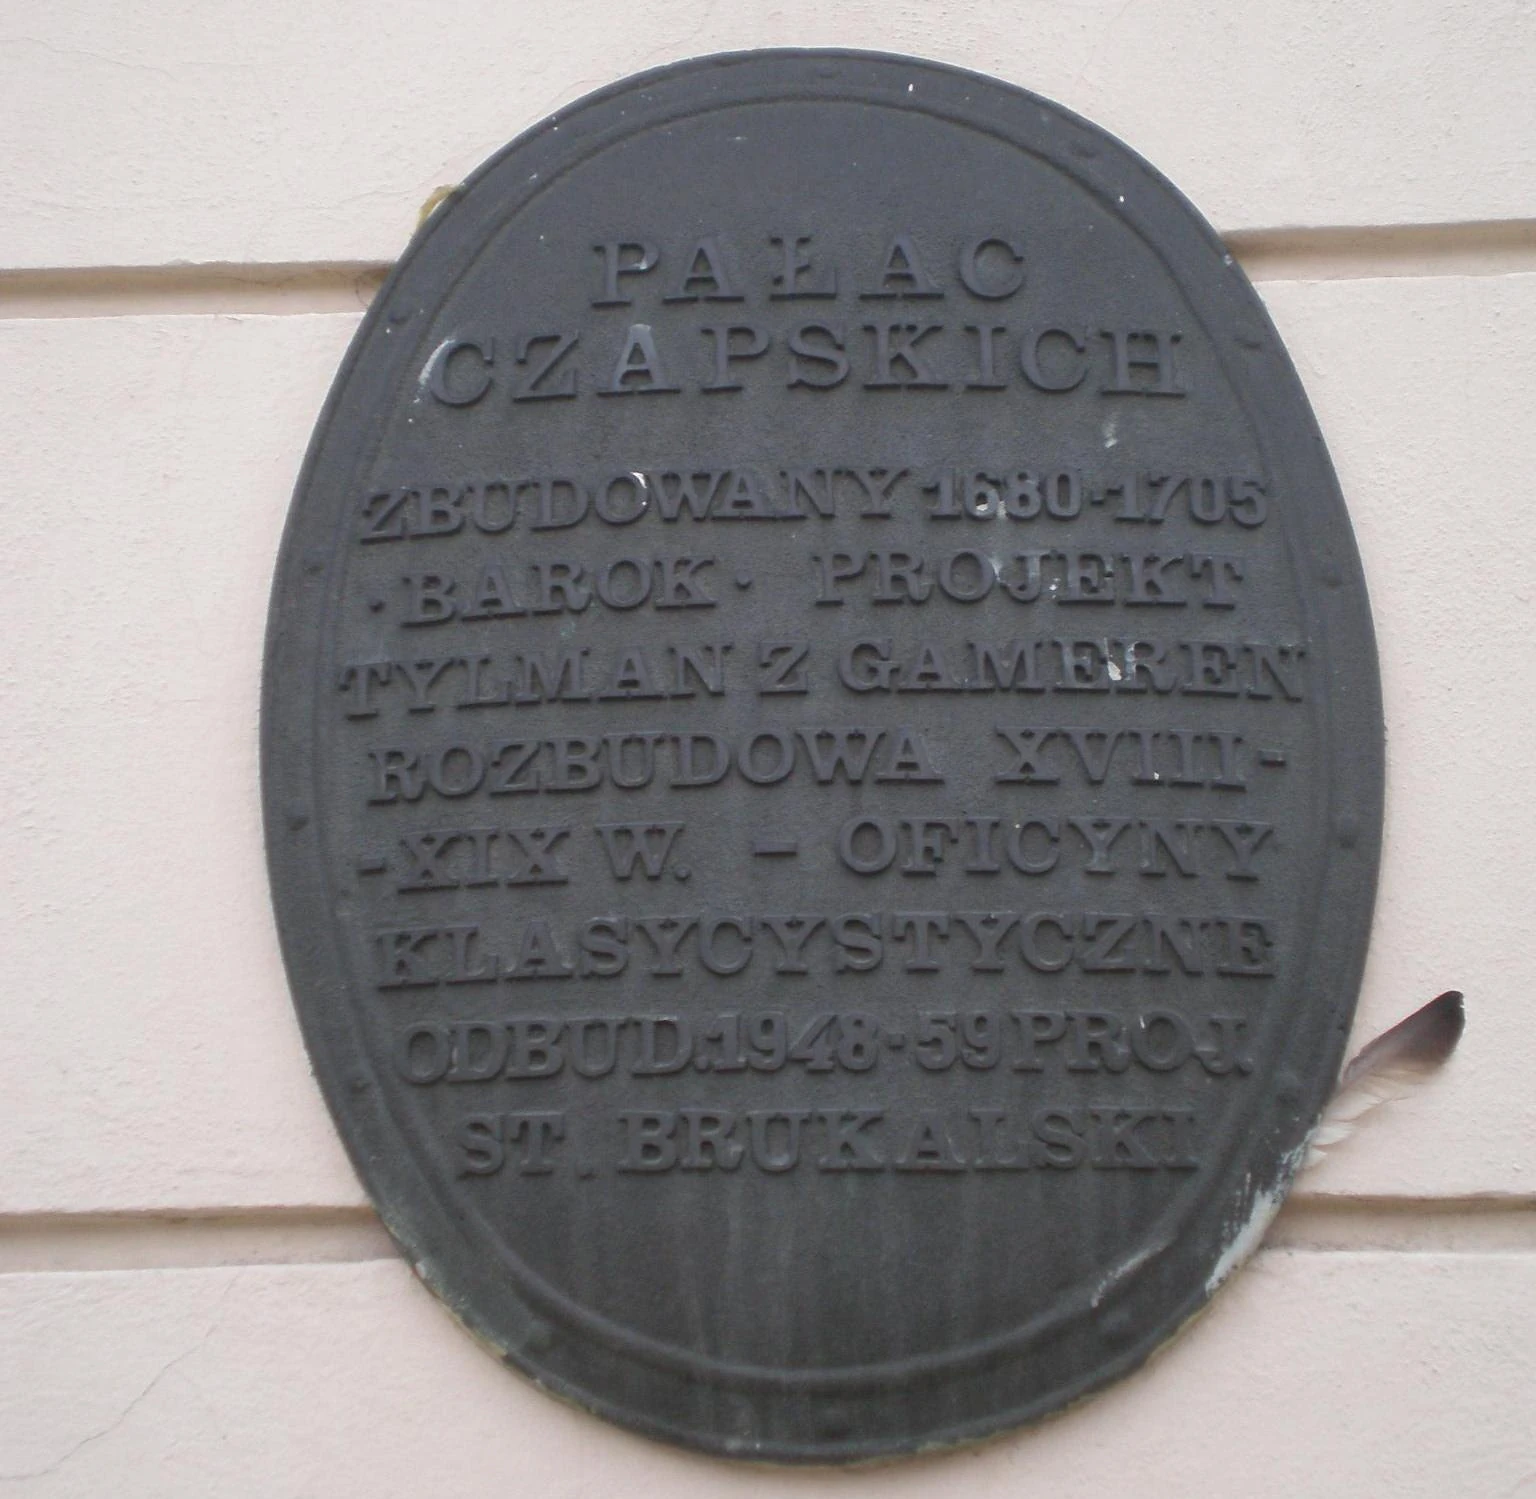 PAŁAC
CZAPSKICH
ZBUDOWANY 1680-1705
·BAROK· PROJEKT
TYLMAN Z GAMEREN
ROZBUDOWA XVIII-
-XIX W. - OFICYNY
KLASYCYSTYCZNE
ODBUD.1948-59 PROJ.
ST. BRUKALSKI